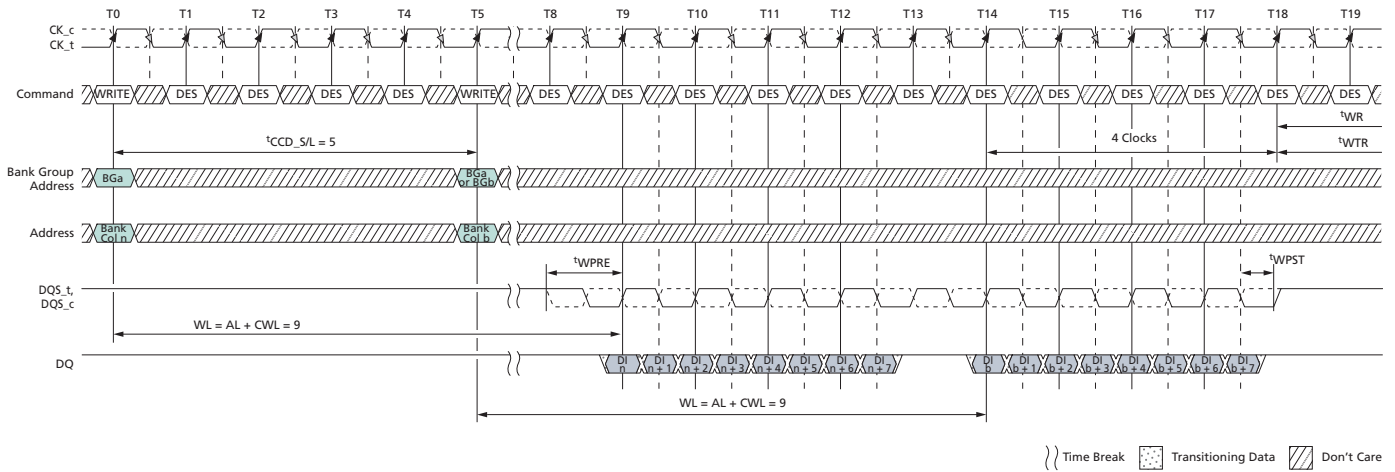 T0 T1 T2 T3 T4 T5 T8 T9 T10 T11 T12 T13 T14 T15 T16 T17 T18 T19
CK_c
CK_t
Command WRITE DES DES DES DES WRITE DES DES DES DES DES DES DES DES DES DES DES DES
tWR
tCCD_S/L = 5 4 Clocks tWTR
Bank Group
Address
BGa BGa
or BGb
Address Bank
Col n
Bank
Col b
tWPRE tWPST
DQS_t,
DQS_c
WL = AL + CWL = 9
DQ DI
n
DI
n + 1
DI
n + 2
DI
n + 3
DI
n + 4
DI
n + 5
DI
n + 6
DI
n + 7
DI
b
DI
b + 1
DI
b + 2
DI
b + 3
DI
b + 4
DI
b + 5
DI
b + 6
DI
b + 7
WL = AL + CWL = 9
Time Break Transitioning Data Don't Care